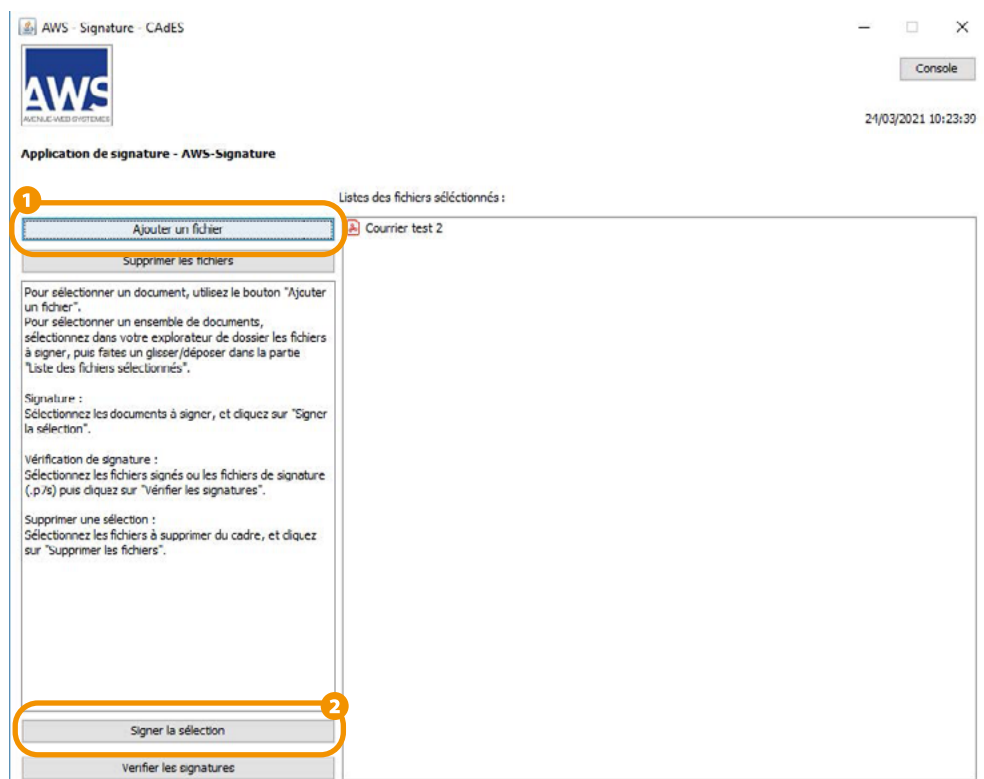 AWS - Signature - CAdES
Console
AWS
AVENUE-WEB-SYSTEMES
24/03/2021 10:23:39
Application de signature - AWS-Signature
1
Listes des fichiers séléctionnés :
Ajouter un fichier
Courrier test 2
Supprimer les fichiers
Pour sélectionner un document, utilisez le bouton "Ajouter
un fichier".
Pour sélectionner un ensemble de documents,
sélectionnez dans votre explorateur de dossier les fichiers
à signer, puis faites un glisser/déposer dans la partie
"Liste des fichiers sélectionnés".
Signature :
Sélectionnez les documents à signer, et cliquez sur "Signer
la sélection".
Vérification de signature :
Sélectionnez les fichiers signés ou les fichiers de signature
(.p7s) puis cliquez sur "Vérifier les signatures".
Supprimer une sélection :
Sélectionnez les fichiers à supprimer du cadre, et cliquez
sur "Supprimer les fichiers".
2
Signer la sélection
Verifier les signatures